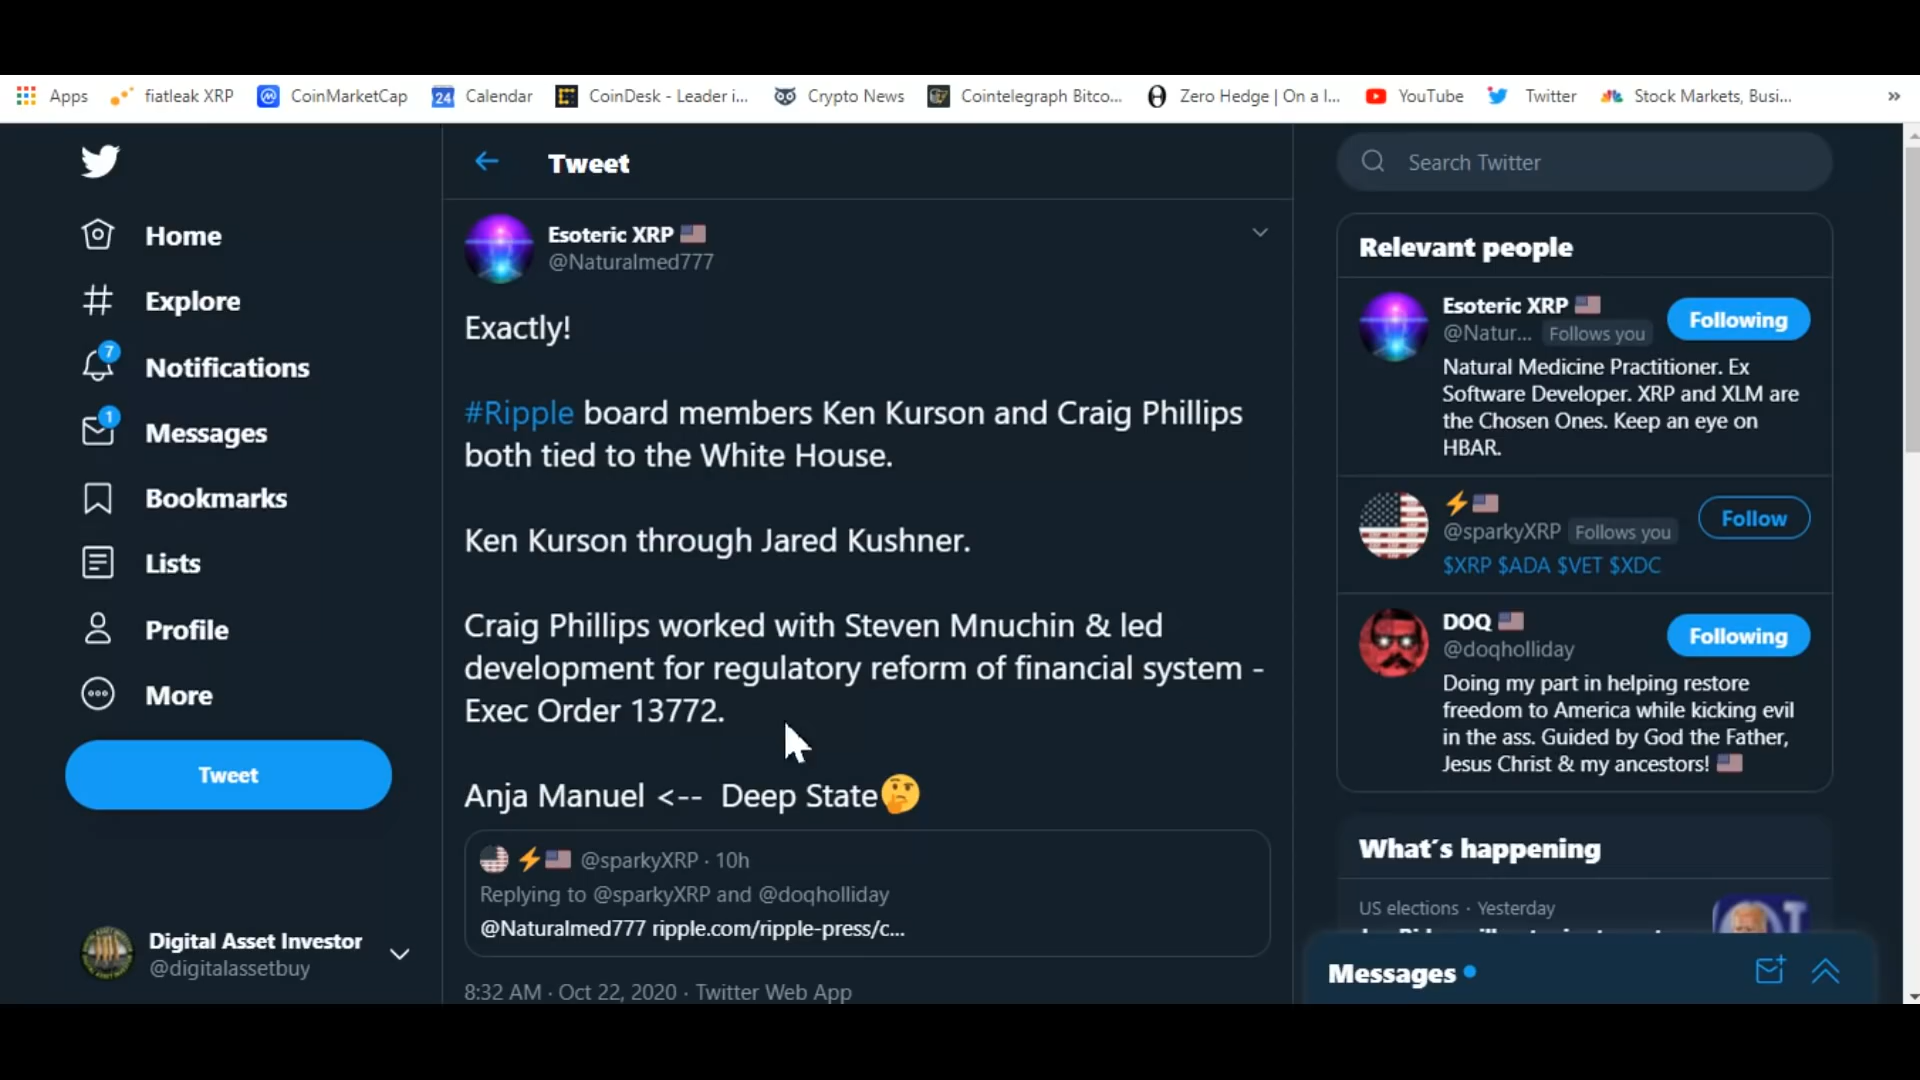 Apps fiatleak XRP CoinMarketCap 24 Calendar CoinDesk - Leader i... Crypto News Cointelegraph Bitco... Zero Hedge | On a l... YouTube Twitter Stock Markets, Busi... »
Home
Explore
7
Notifications
1
Messages
Bookmarks
Lists
Profile
More
Tweet
Digital Asset Investor
@digitalassetbuy
Tweet
Esoteric XRP
@Naturalmed777
Exactly!
#Ripple board members Ken Kurson and Craig Phillips
both tied to the White House.
Ken Kurson through Jared Kushner.
Craig Phillips worked with Steven Mnuchin & led
development for regulatory reform of financial system -
Exec Order 13772.
Anja Manuel <-- Deep State🤔
@sparkyXRP · 10h
Replying to @sparkyXRP and @doqholliday
@Naturalmed777 ripple.com/ripple-press/c...
8:32 AM · Oct 22, 2020 · Twitter Web App
Search Twitter
Relevant people
Esoteric XRP
@Natur... Follows you
Following
Natural Medicine Practitioner. Ex
Software Developer. XRP and XLM are
the Chosen Ones. Keep an eye on
HBAR.
@sparkyXRP Follows you
Follow
$XRP $ADA $VET $XDC
DOQ
@doqholliday
Following
Doing my part in helping restore
freedom to America while kicking evil
in the ass. Guided by God the Father,
Jesus Christ & my ancestors!
What's happening
US elections · Yesterday
Messages